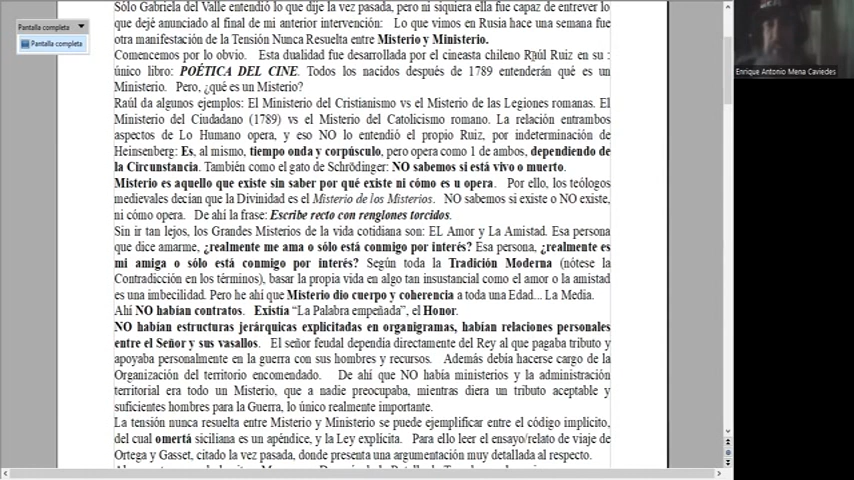 Pantalla completa
Pantalla completa
Sólo Gabriela del Valle entendió lo que dije la vez pasada, pero ni siquiera ella fue capaz de entrever lo
que dejé anunciado al final de mi anterior intervención: Lo que vimos en Rusia hace una semana fue
otra manifestación de la Tensión Nunca Resuelta entre Misterio y Ministerio.
Comencemos por lo obvio. Esta dualidad fue desarrollada por el cineasta chileno Raúl Ruiz en su :
único libro: POÉTICA DEL CINE. Todos los nacidos después de 1789 entenderán qué es un
Ministerio. Pero, ¿qué es un Misterio?
Raúl da algunos ejemplos: El Ministerio del Cristianismo vs el Misterio de las Legiones romanas. El
Ministerio del Ciudadano (1789) vs el Misterio del Catolicismo romano. La relación entrambos
aspectos de Lo Humano opera, y eso NO lo entendió el propio Ruiz, por indeterminación de
Heinsenberg: Es, al mismo, tiempo onda y corpúsculo, pero opera como 1 de ambos, dependiendo de
la Circunstancia. También como el gato de Schrödinger: NO sabemos si está vivo o muerto.
Misterio es aquello que existe sin saber por qué existe ni cómo es u opera. Por ello, los teólogos
medievales decían que la Divinidad es el Misterio de los Misterios. NO sabemos si existe o NO existe,
ni cómo opera. De ahí la frase: Escribe recto con renglones torcidos.
Sin ir tan lejos, los Grandes Misterios de la vida cotidiana son: EL Amor y La Amistad. Esa persona
que dice amarme, ¿realmente me ama o sólo está conmigo por interés? Esa persona, ¿realmente es
mi amiga o sólo está conmigo por interés? Según toda la Tradición Moderna (nótese la
Contradicción en los términos), basar la propia vida en algo tan insustancial como el amor o la amistad
es una imbecilidad. Pero he ahí que Misterio dio cuerpo y coherencia a toda una Edad... La Media.
Ahí NO habían contratos. Existía "La Palabra empeñada", el Honor.
NO habían estructuras jerárquicas explicitadas en organigramas, habían relaciones personales
entre el Señor y sus vasallos. El señor feudal dependía directamente del Rey al que pagaba tributo y
apoyaba personalmente en la guerra con sus hombres y recursos. Además debía hacerse cargo de la
Organización del territorio encomendado. De ahí que NO había ministerios y la administración
territorial era todo un Misterio, que a nadie preocupaba, mientras diera un tributo aceptable y
suficientes hombres para la Guerra, lo único realmente importante.
La tensión nunca resuelta entre Misterio y Ministerio se puede ejemplificar entre el código implícito,
del cual omertá siciliana es un apéndice, y la Ley explícita. Para ello leer el ensayo/relato de viaje de
Ortega y Gasset, citado la vez pasada, donde presenta una argumentación muy detallada al respecto.
Enrique Antonio Mena Caviedes